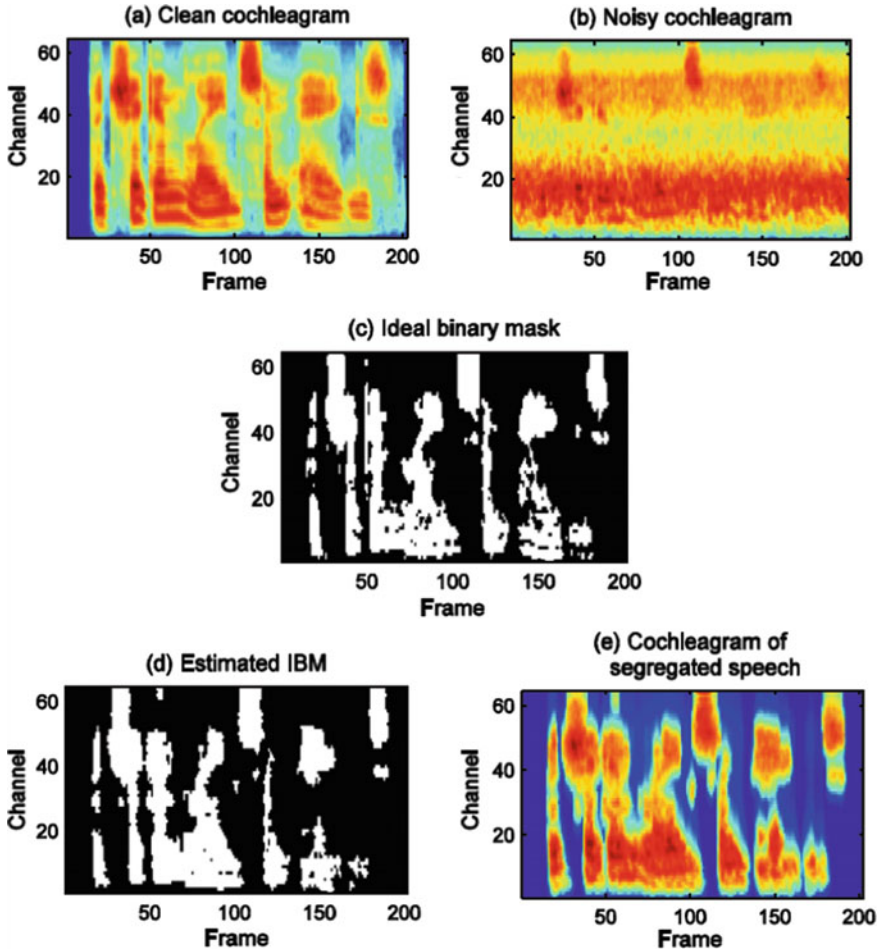 (a) Clean cochleagram
60
40
20
Channel
50 100 150 200
Frame
(b) Noisy cochleagram
60
40
20
Channel
50 100 150 200
Frame
(c) Ideal binary mask
60
40
20
Channel
50 100 150 200
Frame
(d) Estimated IBM
60
40
20
Channel
50 100 150 200
Frame
(e) Cochleagram of
segregated speech
60
40
20
Channel
50 100 150 200
Frame